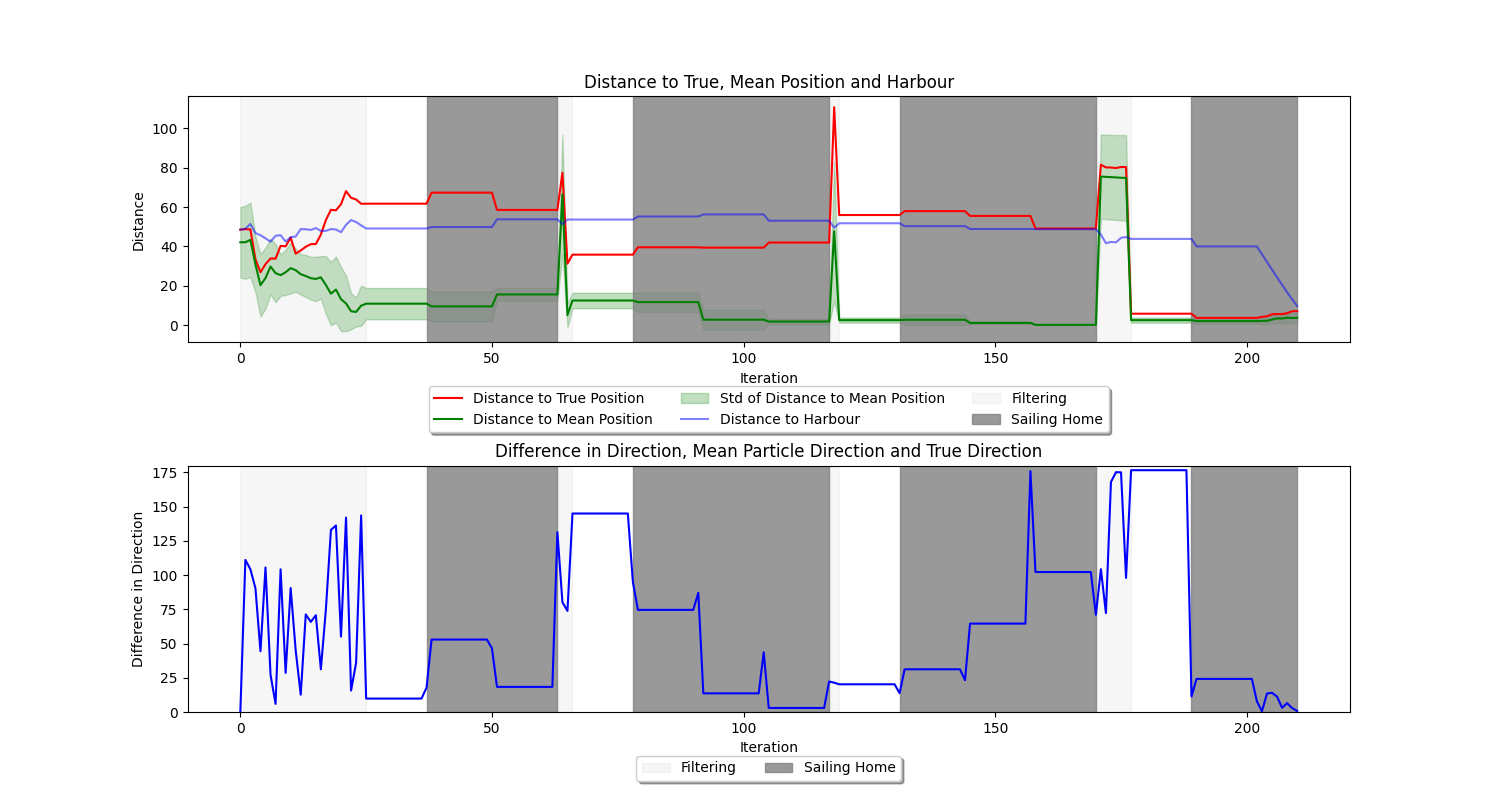 Distance to True, Mean Position and Harbour
Distance
100
80
60
40
20
0
0 50 100 150 200
Iteration
Distance to True Position Std of Distance to Mean Position Filtering
Distance to Mean Position Distance to Harbour Sailing Home
Difference in Direction, Mean Particle Direction and True Direction
Difference in Direction
175
150
125
100
75
50
25
0
0 50 100 150 200
Iteration
Filtering Sailing Home